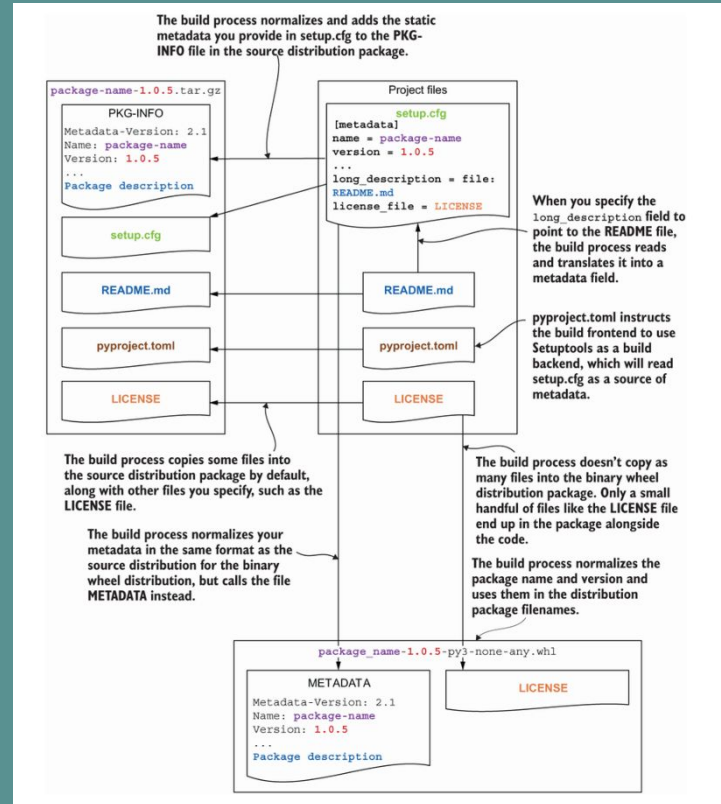 The build process normalizes and adds the static
metadata you provide in setup.cfg to the PKG-
INFO file in the source distribution package.
package-name-1.0.5.tar.gz
PKG-INFO
Metadata-Version: 2.1
Name: package-name
Version: 1.0.5
...
Package description
setup.cfg
README.md
pyproject.toml
LICENSE
Project files
setup.cfg
[metadata]
name = package-name
version = 1.0.5
...
long_description = file:
README.md
license_file = LICENSE
README.md
pyproject.toml
LICENSE
When you specify the
long_description field to
point to the README file,
the build process reads
and translates it into a
metadata field.
pyproject.toml instructs
the build frontend to use
Setuptools as a build
backend, which will read
setup.cfg as a source of
metadata.
The build process copies some files into
the source distribution package by default,
along with other files you specify, such as the
LICENSE file.
The build process doesn't copy as
many files into the binary wheel
distribution package. Only a small
handful of files like the LICENSE file
end up in the package alongside
the code.
The build process normalizes your
metadata in the same format as the
source distribution for the binary
wheel distribution, but calls the file
METADATA instead.
The build process normalizes the
package name and version and
uses them in the distribution
package filenames.
package_name-1.0.5-py3-none-any.whl
METADATA
Metadata-Version: 2.1
Name: package-name
Version: 1.0.5
...
Package description
LICENSE